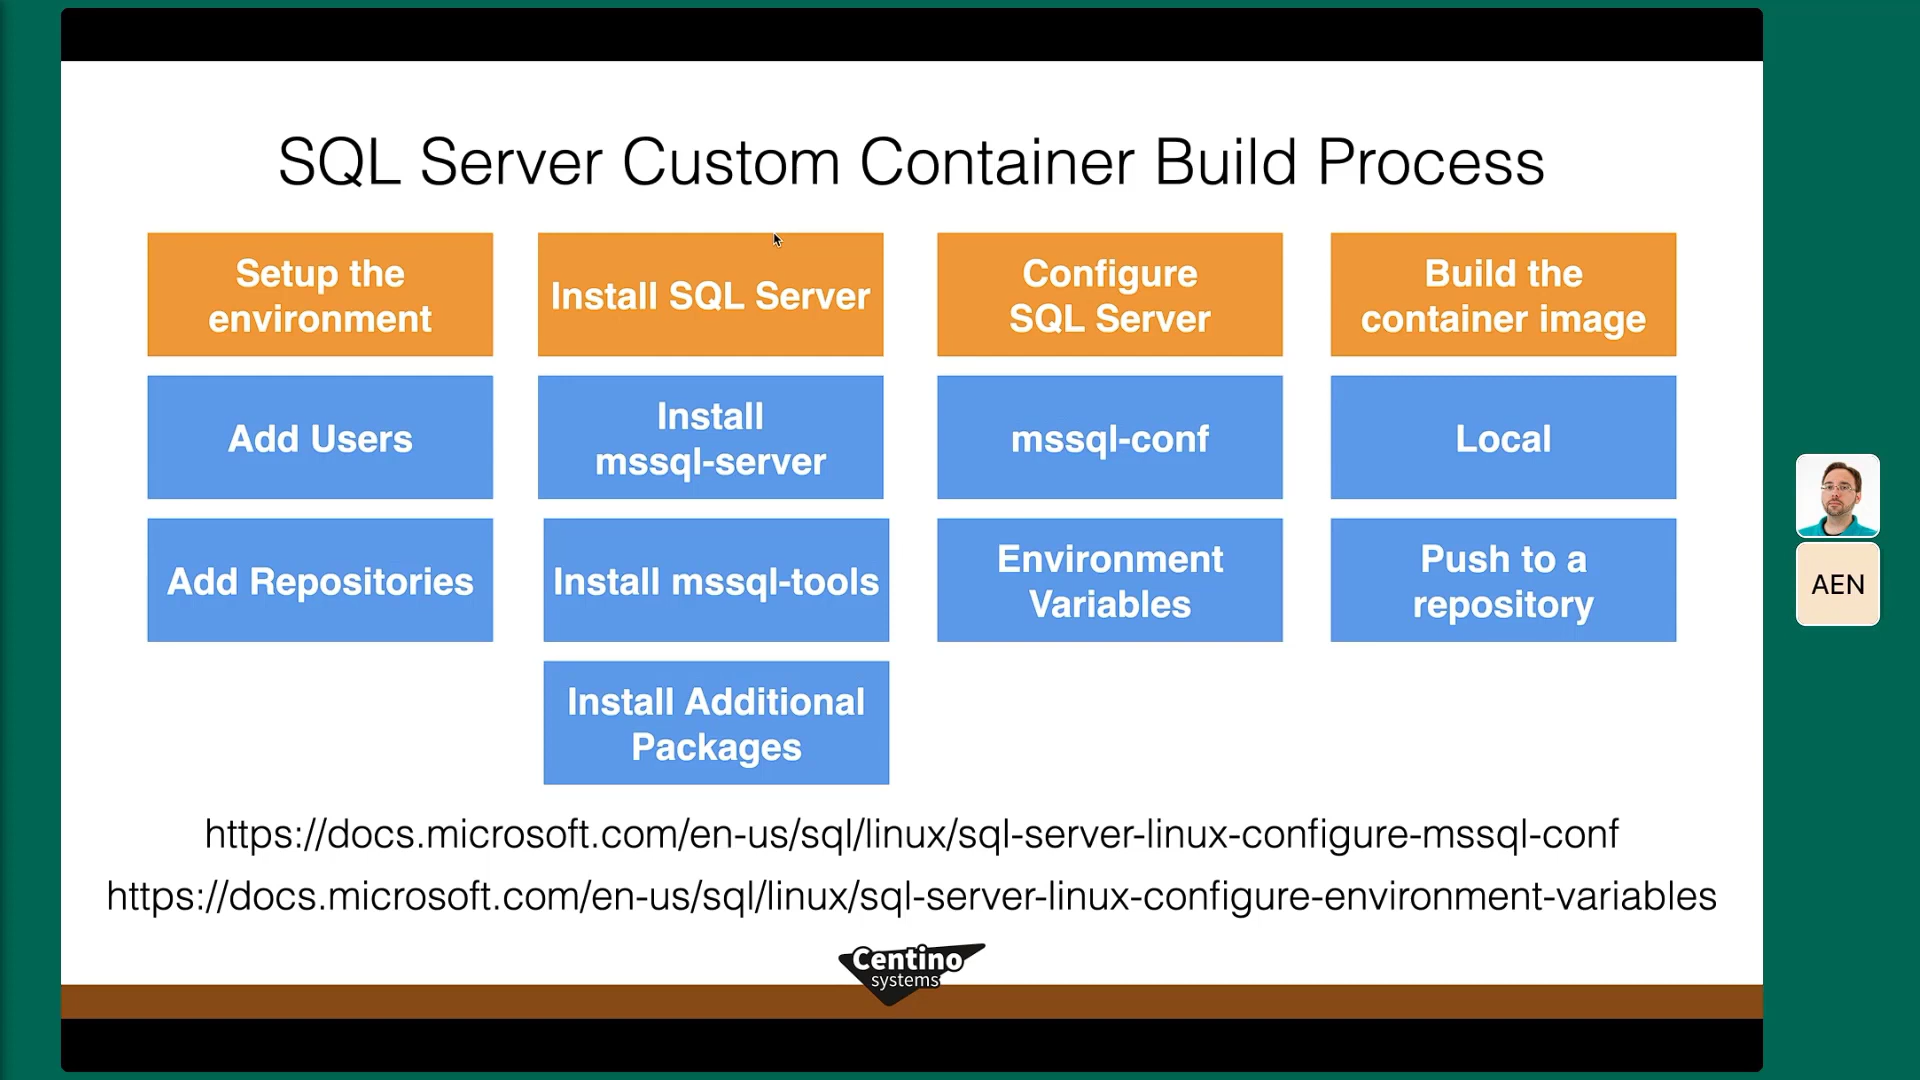 SQL Server Custom Container Build Process
Setup the
environment
Install SQL Server
Configure
SQL Server
Build the
container image
Add Users
Install
mssql-server
mssql-conf
Local
Add Repositories
Install mssql-tools
Environment
Variables
Push to a
repository
Install Additional
Packages
https://docs.microsoft.com/en-us/sql/linux/sql-server-linux-configure-mssql-conf
https://docs.microsoft.com/en-us/sql/linux/sql-server-linux-configure-environment-variables
Centino
systems
AEN